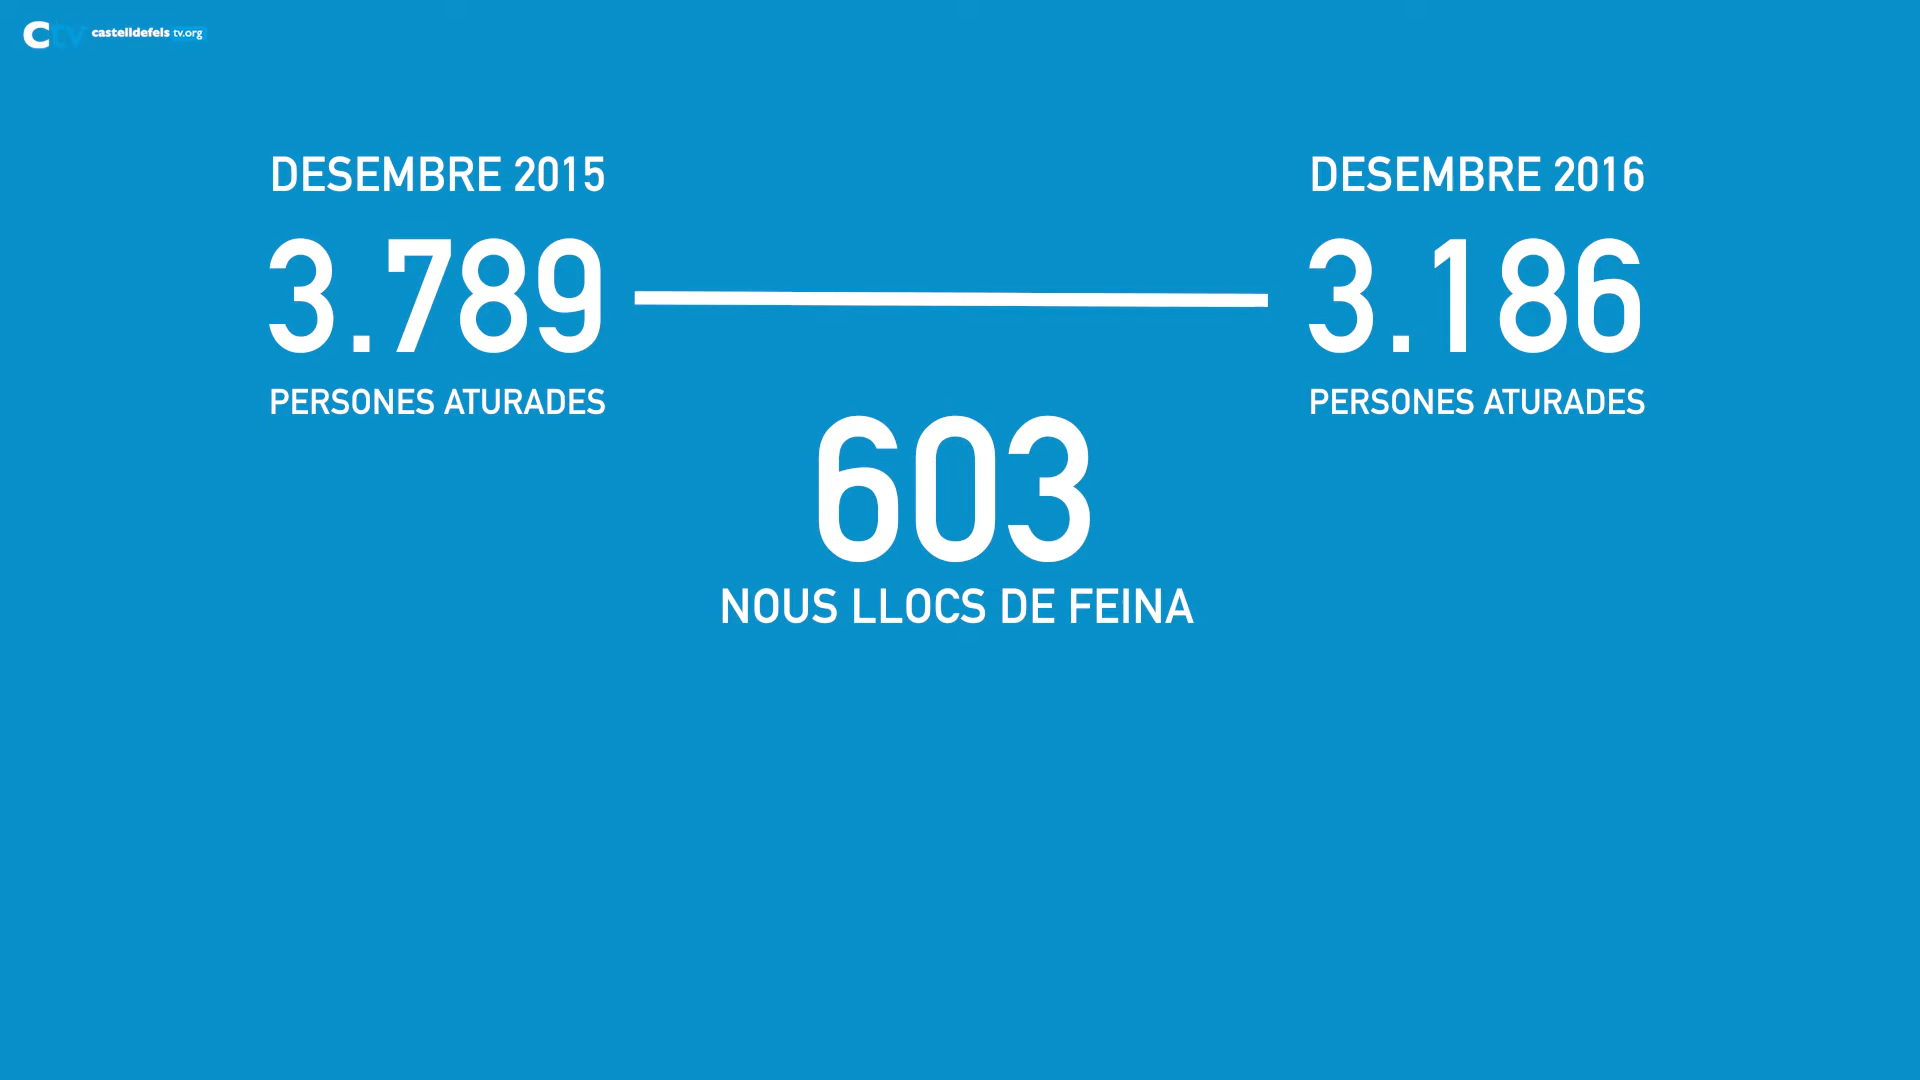 ctv castelldefels tv.org
DESEMBRE 2015
3.789
PERSONES ATURADES
DESEMBRE 2016
3.186
PERSONES ATURADES
603
NOUS LLOCS DE FEINA